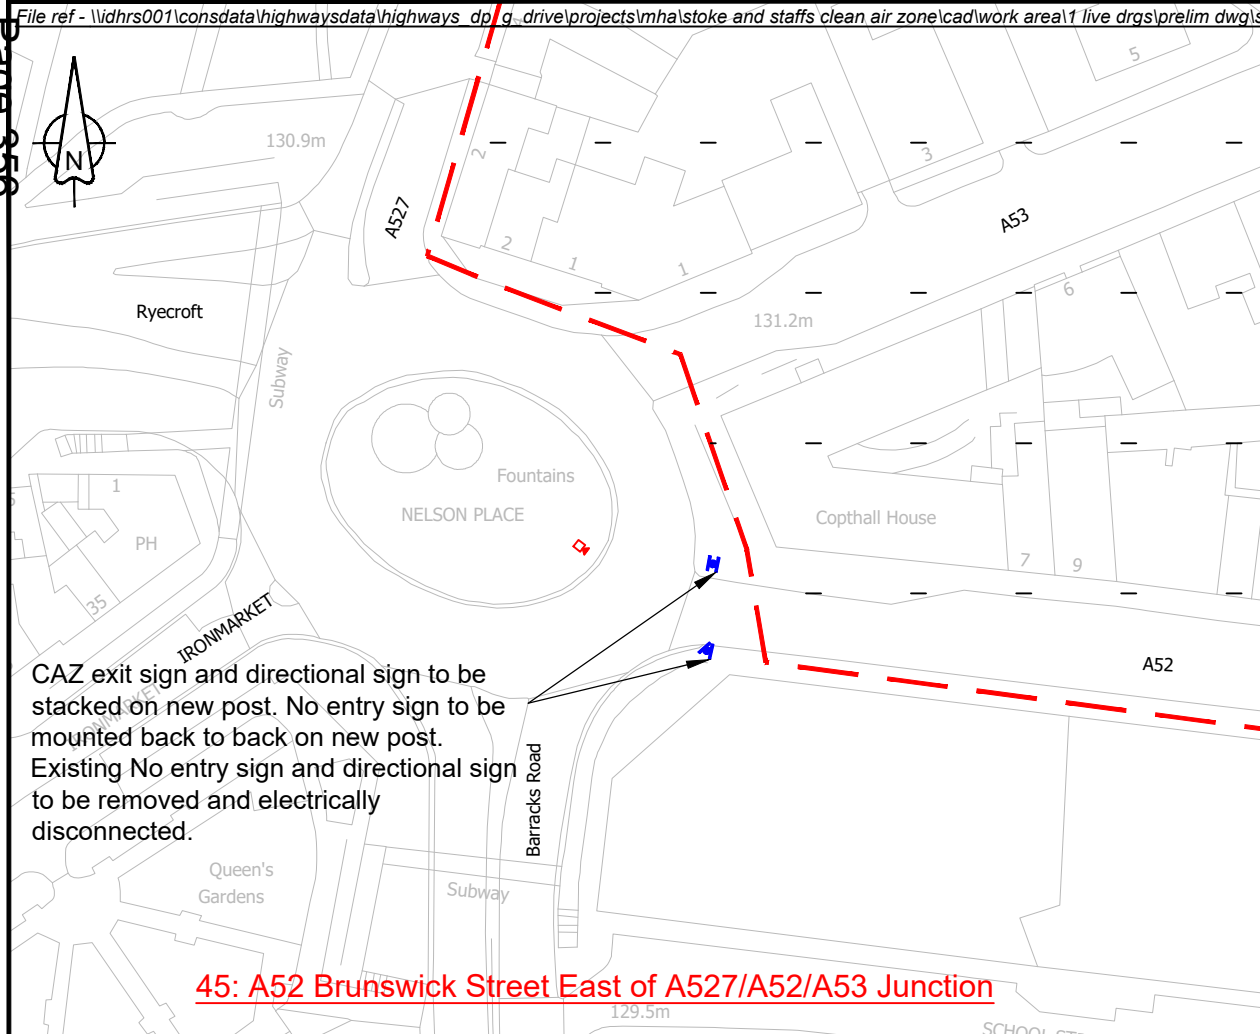 File ref - \\idhrs001\consdata\highwaysdata\highways_dp_g_drive\projects\mha\stoke and staffs clean air zone\cad\work area\1 live drgs\prelim dwg\s
Page 356
N
130.9m
A527
2
5
3
A53
2
1
1
6
131.2m
Ryecroft
Subway
Fountains
NELSON PLACE
Copthall House
1
PH
35
7
9
IRONMARKET
IRONMARKET
A52
CAZ exit sign and directional sign to be
stacked on new post. No entry sign to be
mounted back to back on new post.
Existing No entry sign and directional sign
to be removed and electrically
disconnected.
Barracks Road
Queen's
Gardens
Subway
45: A52 Brunswick Street East of A527/A52/A53 Junction
129.5m
SCHOOL